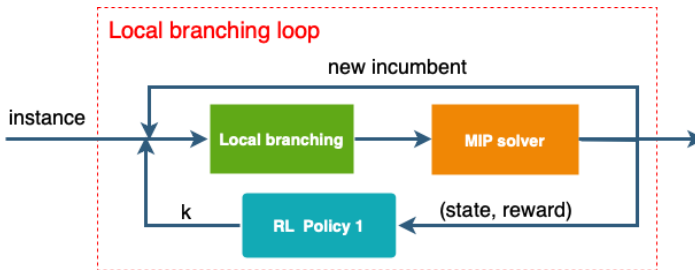 Local branching loop
new incumbent
instance
Local branching
MIP solver
k
RL Policy 1
(state, reward)